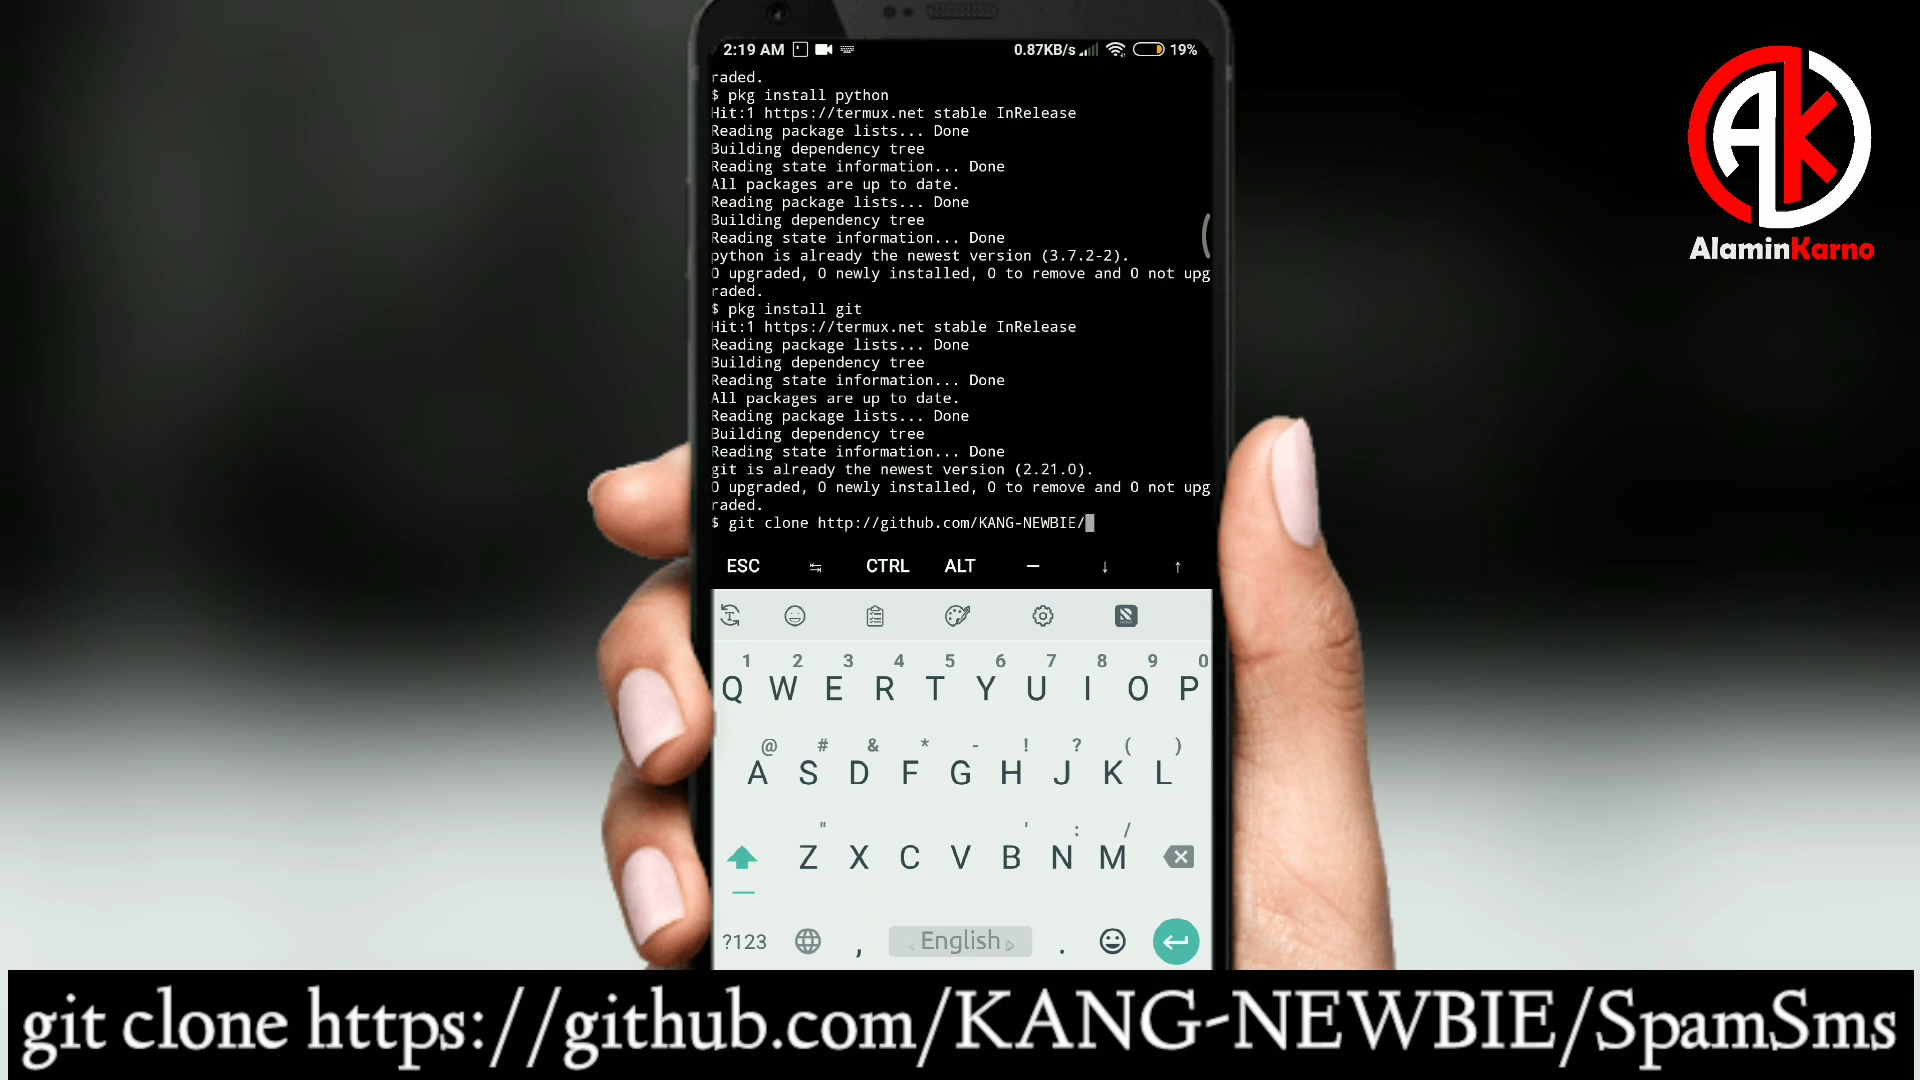 2:19 AM 0.87KB/s 19%
raded.
$ pkg install python
Hit:1 https://termux.net stable InRelease
Reading package lists... Done
Building dependency tree
Reading state information... Done
All packages are up to date.
Reading package lists... Done
Building dependency tree
Reading state information... Done
python is already the newest version (3.7.2-2).
0 upgraded, 0 newly installed, 0 to remove and 0 not upg
raded.
$ pkg install git
Hit:1 https://termux.net stable InRelease
Reading package lists... Done
Building dependency tree
Reading state information... Done
All packages are up to date.
Reading package lists... Done
Building dependency tree
Reading state information... Done
git is already the newest version (2.21.0).
0 upgraded, 0 newly installed, 0 to remove and 0 not upg
raded.
$ git clone http://github.com/KANG-NEWBIE/
ESC ⇆ CTRL ALT — ↓ ↑
1 2 3 4 5 6 7 8 9 0
Q W E R T Y U I O P
@ # & * - ! ? ( )
A S D F G H J K L
" ' : /
Z X C V B N M
?123 , English .
AK
AlaminKarno
git clone https://github.com/KANG-NEWBIE/SpamSms